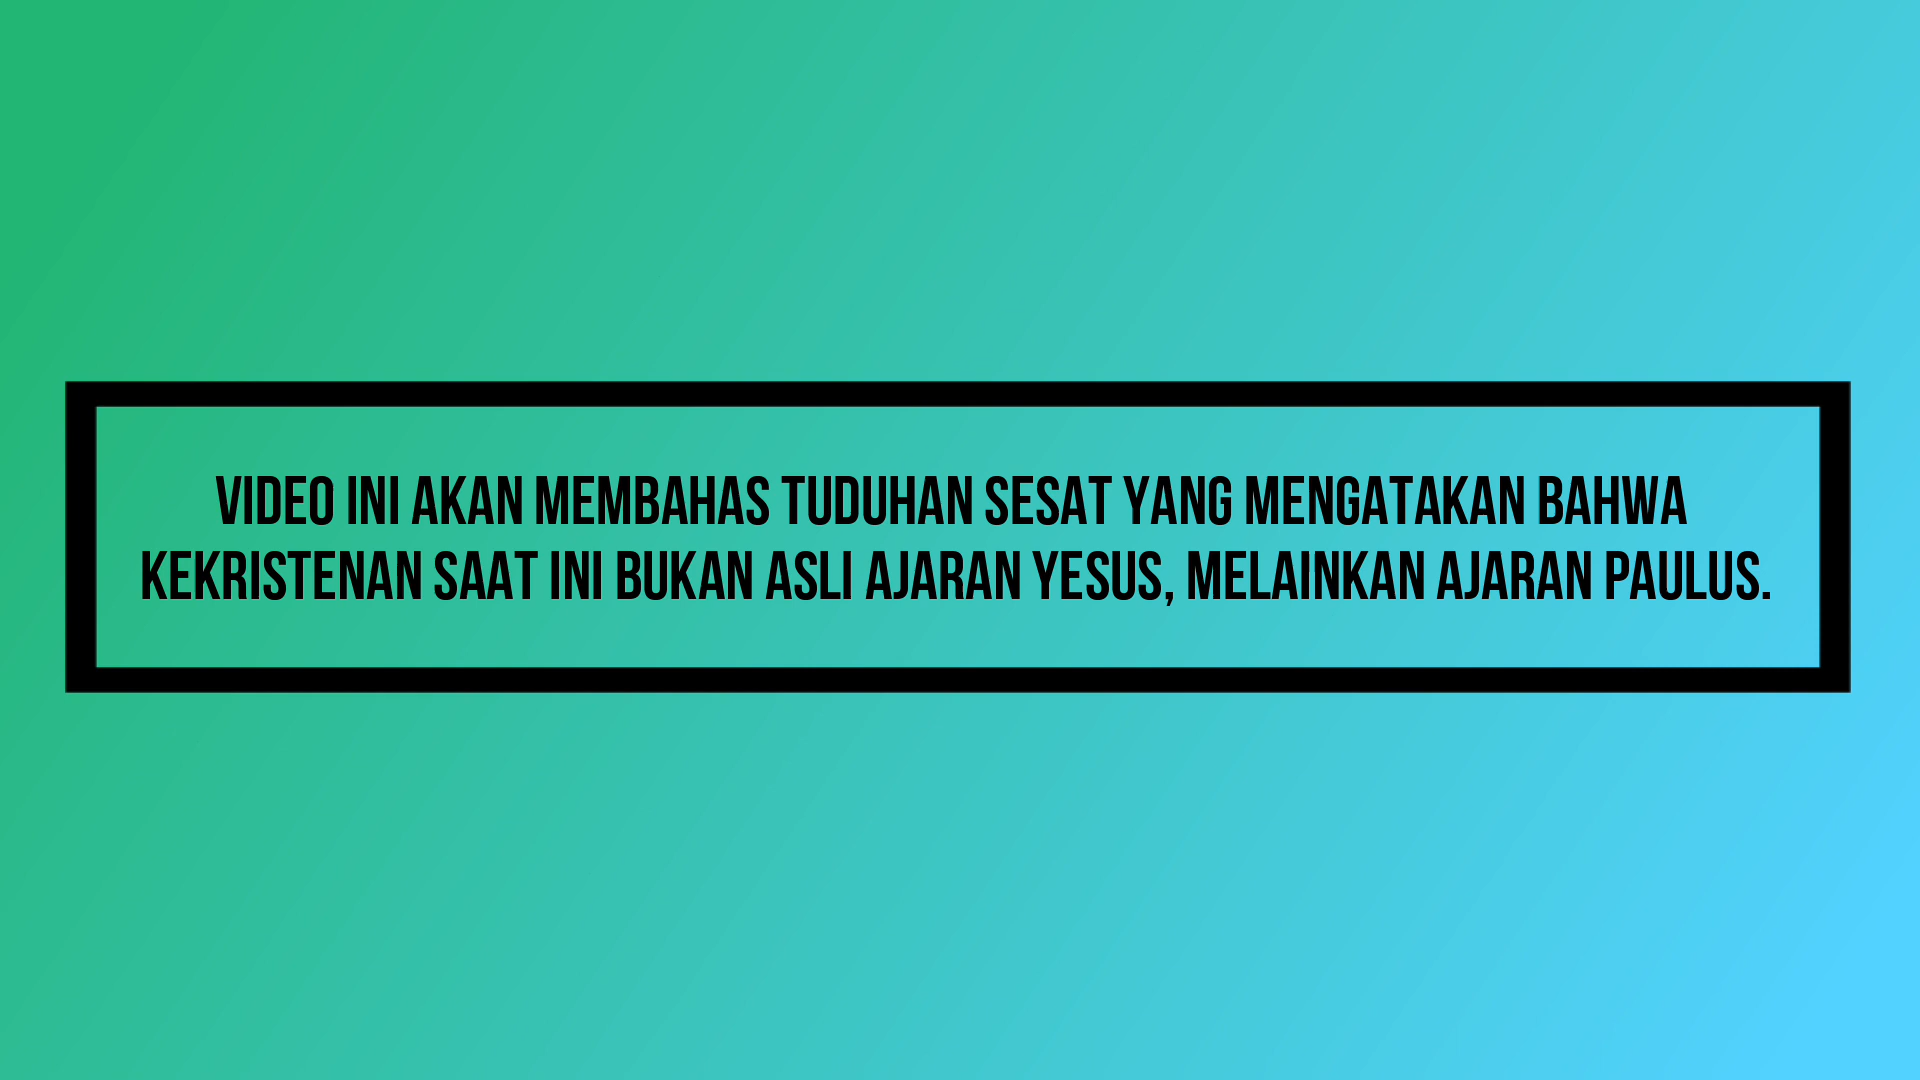 VIDEO INI AKAN MEMBAHAS TUDUHAN SESAT YANG MENGATAKAN BAHWA
KEKRISTENAN SAAT INI BUKAN ASLI AJARAN YESUS, MELAINKAN AJARAN PAULUS.